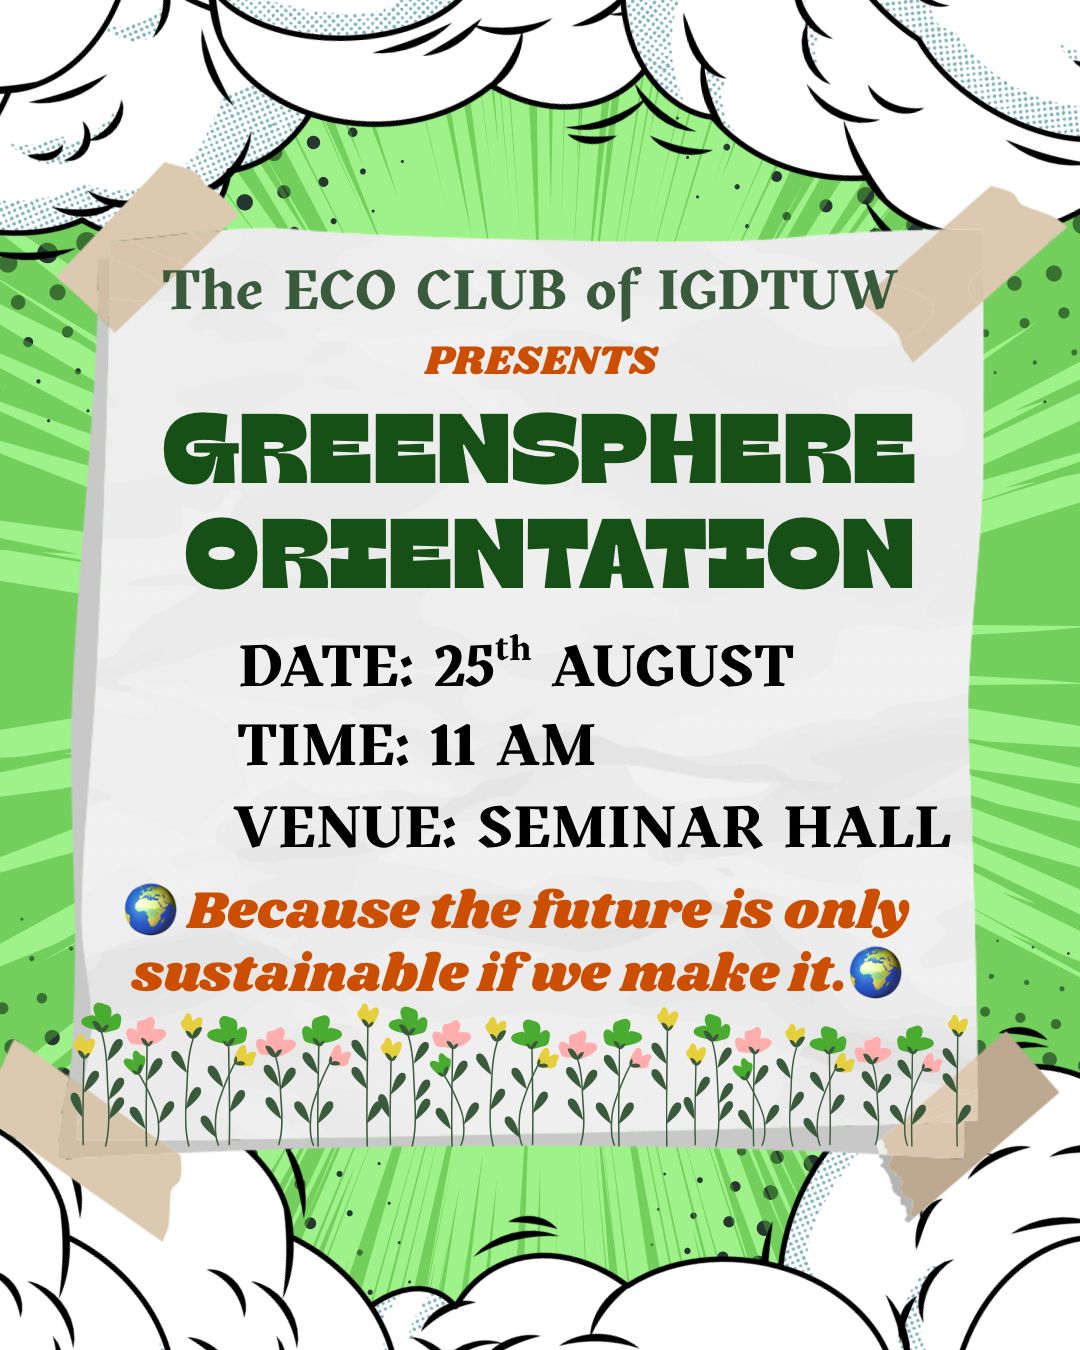 The ECO CLUB of IGDTUW
PRESENTS
GREENSPHERE
ORIENTATION
DATE: 25th AUGUST
TIME: 11 AM
VENUE: SEMINAR HALL
🌍 Because the future is only
sustainable if we make it.🌍